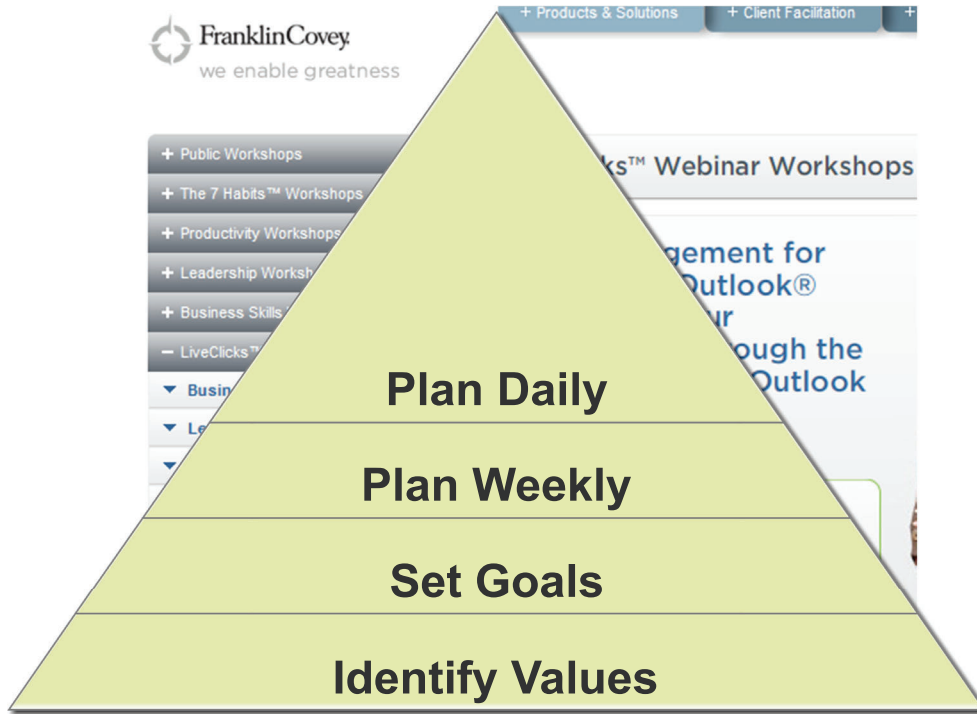 + Products & Solutions
+ Client Facilitation
+
FranklinCovey
we enable greatness
+ Public Workshops
+ The 7 Habits™ Workshops
+ Productivity Workshops
+ Leadership Worksh
+ Business Skills
– LiveClicks™
▼ Busin
▼ Le
▼
ks™ Webinar Workshops
gement for
Outlook®
ur
ough the
Outlook
Plan Daily
Plan Weekly
Set Goals
Identify Values